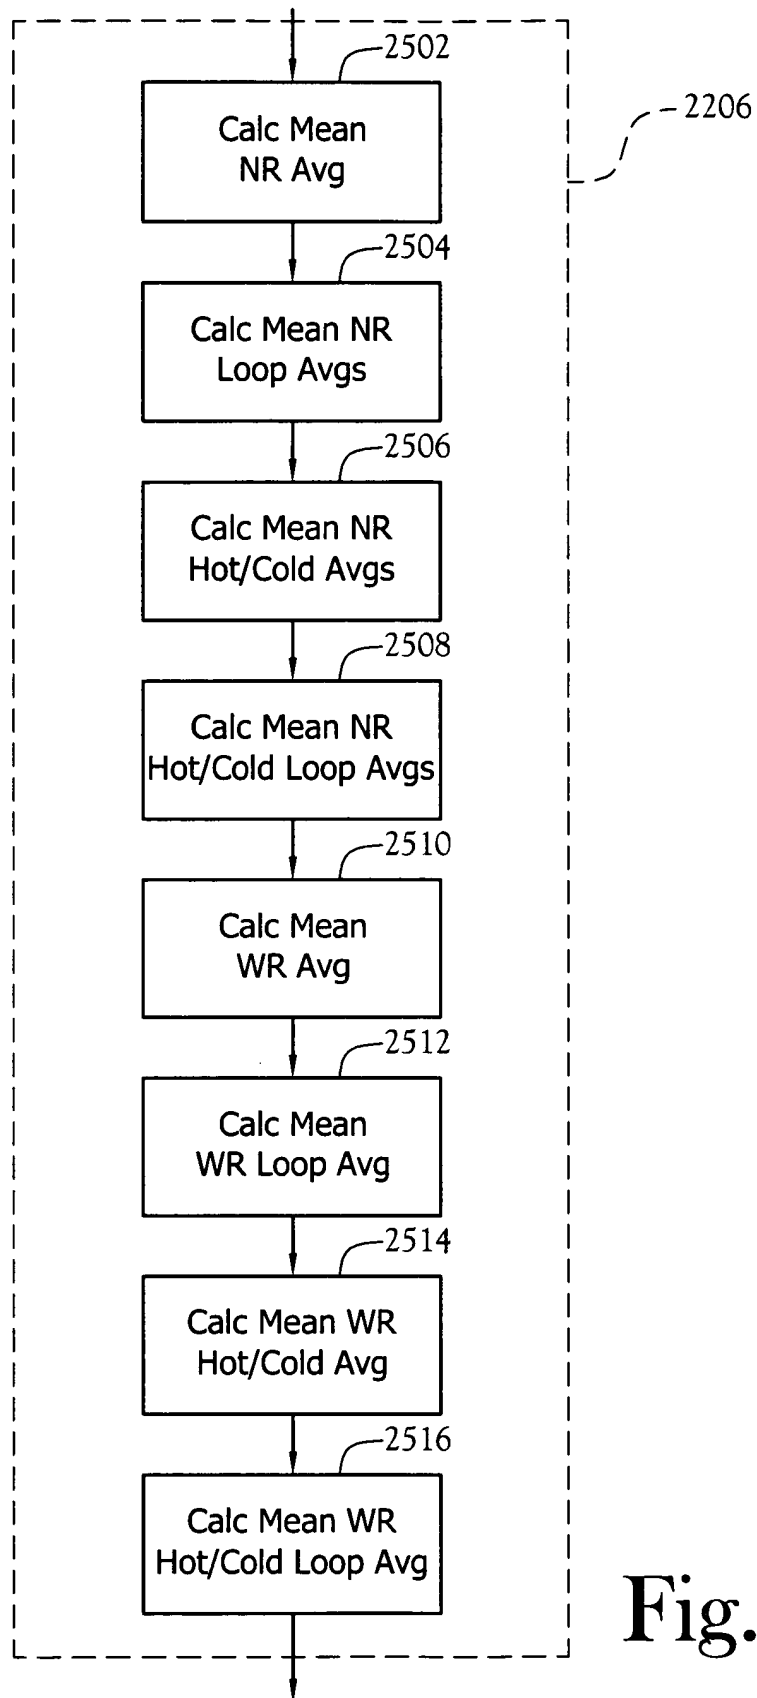 2502
2206
Calc Mean
NR Avg
2504
Calc Mean NR
Loop Avgs
2506
Calc Mean NR
Hot/Cold Avgs
2508
Calc Mean NR
Hot/Cold Loop Avgs
2510
Calc Mean
WR Avg
2512
Calc Mean
WR Loop Avg
2514
Calc Mean WR
Hot/Cold Avg
2516
Calc Mean WR
Hot/Cold Loop Avg
Fig.